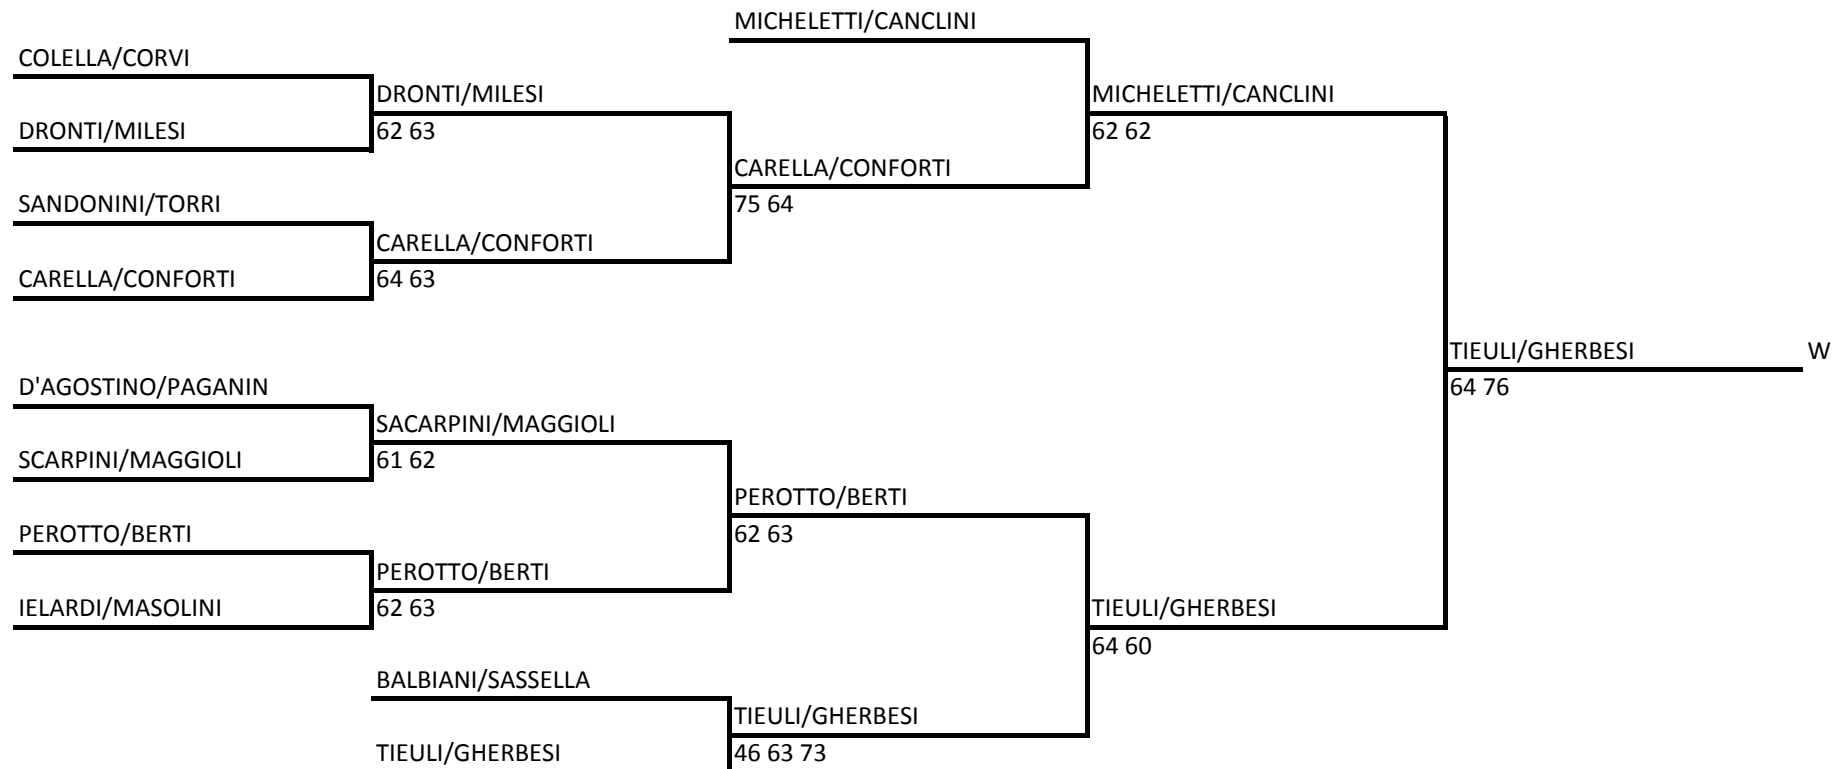 MICHELETTI/CANCLINI
COLELLA/CORVI
DRONTI/MILESI
MICHELETTI/CANCLINI
DRONTI/MILESI
62 63
62 62
CARELLA/CONFORTI
SANDONINI/TORRI
75 64
CARELLA/CONFORTI
CARELLA/CONFORTI
64 63
TIEULI/GHERBESI
W
D'AGOSTINO/PAGANIN
64 76
SACARPINI/MAGGIOLI
SCARPINI/MAGGIOLI
61 62
PEROTTO/BERTI
PEROTTO/BERTI
62 63
PEROTTO/BERTI
IELARDI/MASOLINI
62 63
TIEULI/GHERBESI
64 60
BALBIANI/SASSELLA
TIEULI/GHERBESI
TIEULI/GHERBESI
46 63 73